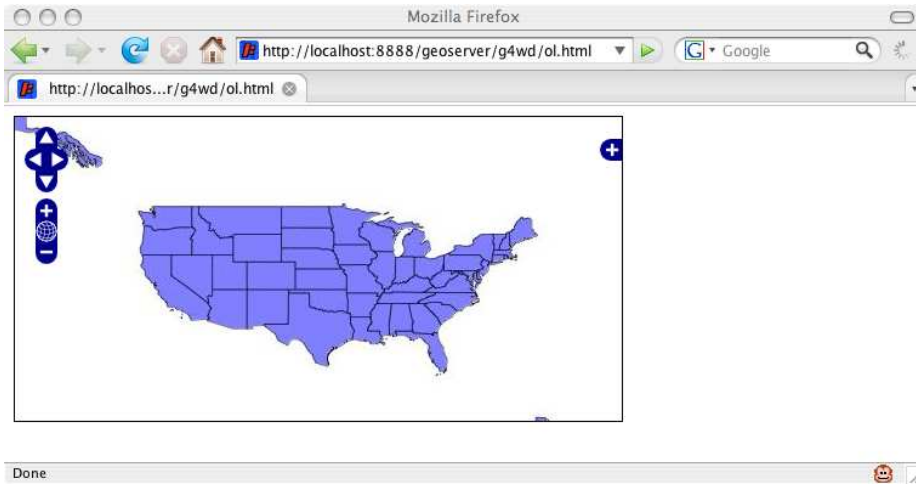 Mozilla Firefox
http://localhost:8888/geoserver/g4wd/ol.html
G
Google
http://localhos...r/g4wd/ol.html
Done